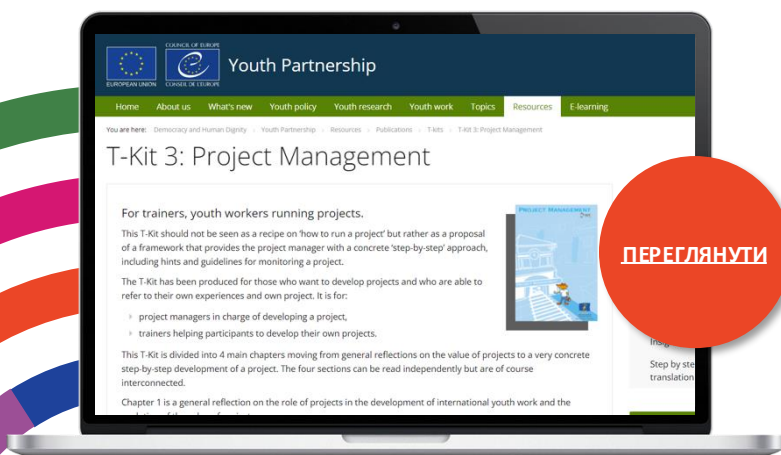 COUNCIL OF EUROPE
EUROPEAN UNION
CONSEIL DE L'EUROPE
Youth Partnership
Home About us What's new Youth policy Youth research Youth work Topics Resources E-learning
You are here: Democracy and Human Dignity Youth Partnership Resources Publications T-kits T-Kit 3: Project Management
T-Kit 3: Project Management
For trainers, youth workers running projects.
This T-Kit should not be seen as a recipe on 'how to run a project' but rather as a proposal
of a framework that provides the project manager with a concrete 'step-by-step' approach,
including hints and guidelines for monitoring a project.
The T-Kit has been produced for those who want to develop projects and who are able to
refer to their own experiences and own project. It is for:
project managers in charge of developing a project,
trainers helping participants to develop their own projects.
This T-Kit is divided into 4 main chapters moving from general reflections on the value of projects to a very concrete
step-by-step development of a project. The four sections can be read independently but are of course
interconnected.
Chapter 1 is a general reflection on the role of projects in the development of international youth work and the
PROJECT MANAGEMENT
ПЕРЕГЛЯНУТИ
Step by ste
translation